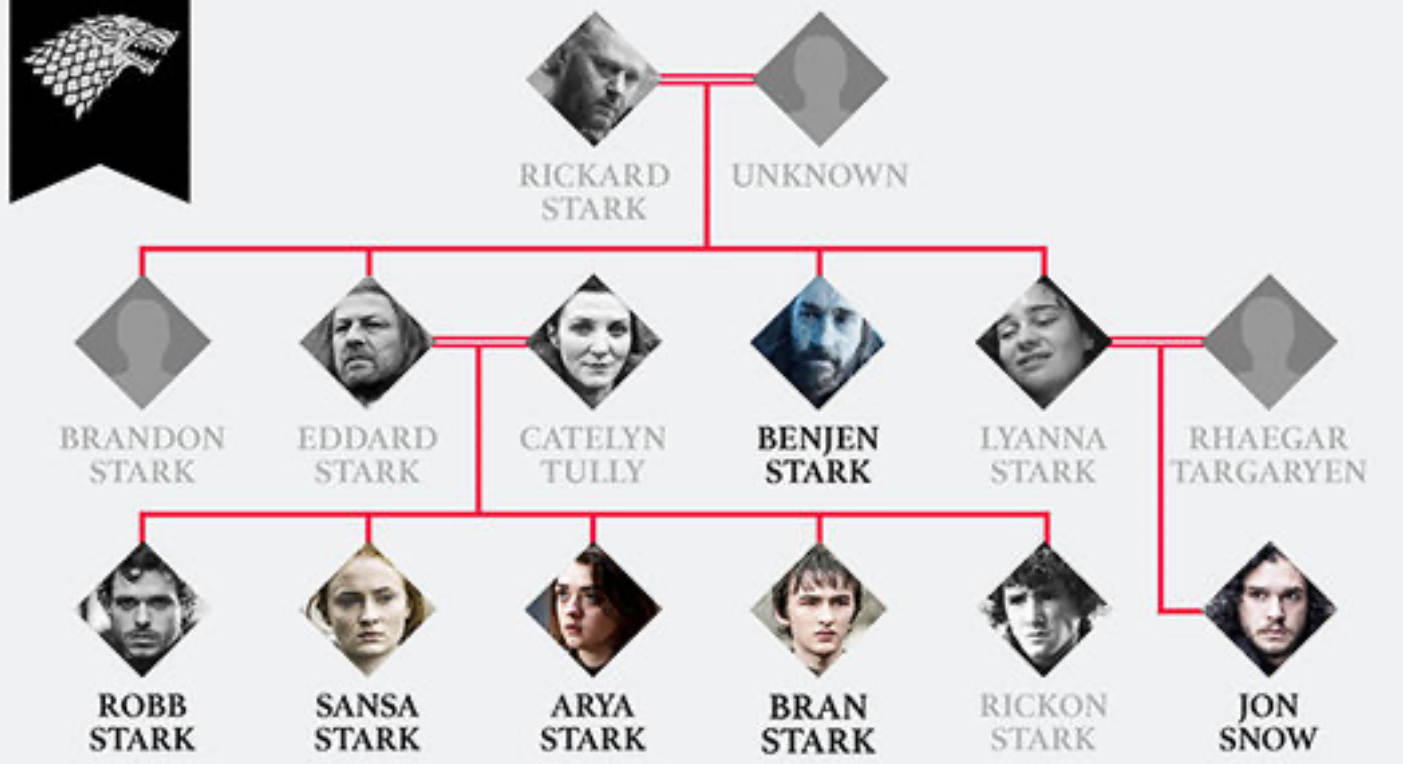 RICKARD
STARK
UNKNOWN
BRANDON
STARK
EDDARD
STARK
CATELYN
TULLY
BENJEN
STARK
LYANNA
STARK
RHAEGAR
TARGARYEN
ROBB
STARK
SANSA
STARK
ARYA
STARK
BRAN
STARK
RICKON
STARK
JON
SNOW